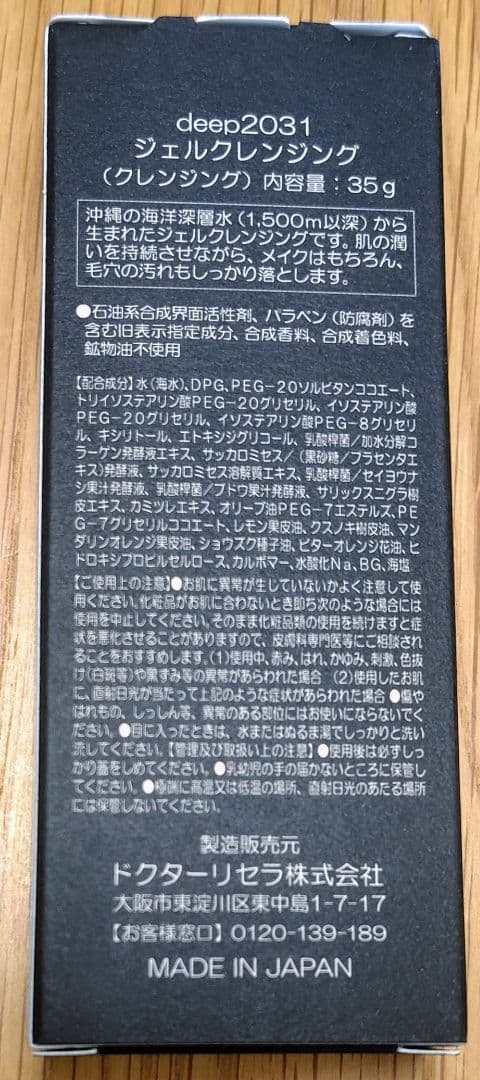 deep2031
ジェルクレンジング
（クレンジング）内容量：35g
沖縄の海洋深層水（1,500m以深）から
生まれたジェルクレンジングです。肌の潤
いを持続させながら、メイクはもちろん、
毛穴の汚れもしっかり落とします。
●石油系合成界面活性剤、パラベン（防腐剤）を
含む旧表示指定成分、合成香料、合成着色料、
鉱物油不使用
【配合成分】水（海水）、DPG、PEG-20ソルビタンココエート、
トリイソステアリン酸PEG-20グリセリル、イソステアリン酸
PEG-20グリセリル、イソステアリン酸PEG-8グリセリ
ル、キシリトール、エトキシジグリコール、乳酸桿菌／加水分解コ
ラーゲン発酵液エキス、サッカロミセス／（黒砂糖／プラセンタ
エキス）発酵液、サッカロミセス溶解質エキス、乳酸桿菌／セイヨウナ
シ果汁発酵液、乳酸桿菌／ブドウ果汁発酵液、サリックスニグラ樹
皮エキス、カミツレエキス、オリーブ油PEG-7エステルズ、PE
G-7グリセリルココエート、レモン果皮油、クスノキ樹皮油、マン
ダリンオレンジ果皮油、ショウズク種子油、ビターオレンジ花油、ヒ
ドロキシプロピルセルロース、カルボマー、水酸化Na、BG、海塩
【ご使用上の注意】●お肌に異常が生じていないかよく注意して使
用ください。化粧品がお肌に合わないとき即ち次のような場合には
使用を中止してください。そのまま化粧品類の使用を続けますと症
状を悪化させることがありますので、皮膚科専門医等にご相談され
ることをおすすめします。（1）使用中、赤み、はれ、かゆみ、刺激、色抜
け（白斑等）や黒ずみ等の異常があらわれた場合 （2）使用したお肌
に、直射日光が当たって上記のような症状があらわれた場合 ●傷や
はれもの、しっしん等、異常のある部位にはお使いにならないでく
ださい。●目に入ったときは、水またはぬるま湯でしっかりと洗い
流してください。【管理及び取扱い上の注意】●使用後は必ずしっ
かり蓋をしめてください。●乳幼児の手の届かないところに保管し
てください。●極端に高温又は低温の場所、直射日光のあたる場所
には保管しないでください。
製造販売元
ドクターリセラ株式会社
大阪市東淀川区東中島1-7-17
【お客様窓口】0120-139-189
MADE IN JAPAN